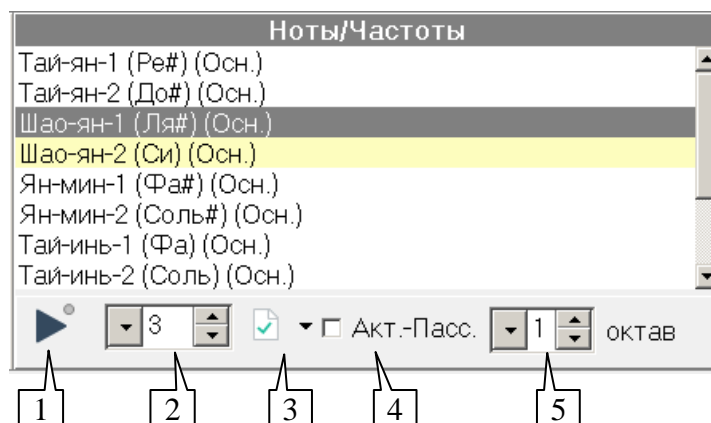 Ноты/Частоты
Тай-ян-1 (Ре#) (Осн.)
Тай-ян-2 (До#) (Осн.)
Шао-ян-1 (Ля#) (Осн.)
Шао-ян-2 (Си) (Осн.)
Ян-мин-1 (Фа#) (Осн.)
Ян-мин-2 (Соль#) (Осн.)
Тай-инь-1 (Фа) (Осн.)
Тай-инь-2 (Соль) (Осн.)
3 Акт.-Пасс. 1 октав
1 2 3 4 5